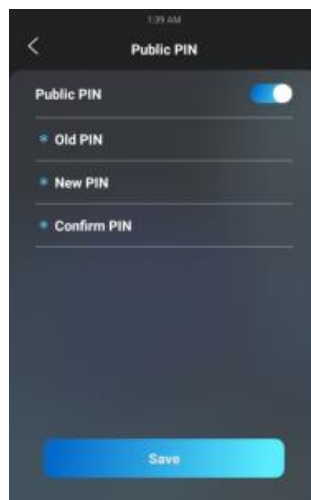 1:39 AM
Public PIN
Public PIN
* Old PIN
* New PIN
* Confirm PIN
Save